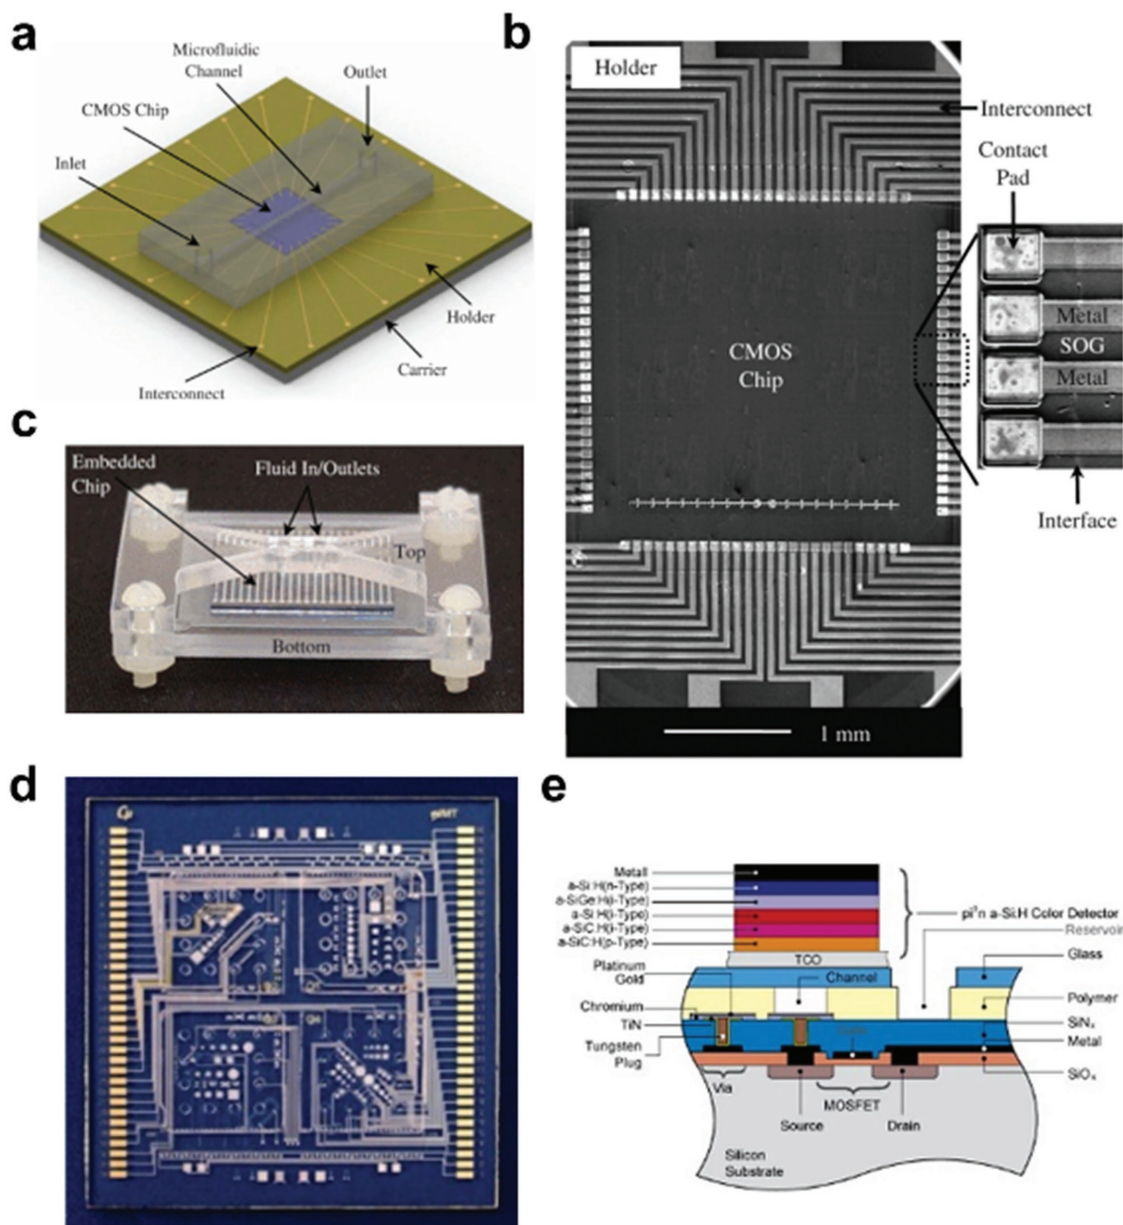 a
Microfluidic
Channel
Outlet
CMOS Chip
Inlet
Holder
Carrier
Interconnect
b
Holder
Interconnect
Contact
Pad
Metal
SOG
Metal
CMOS
Chip
Interface
1 mm
c
Embedded
Chip
Fluid In/Outlets
Top
Bottom
d
e
Metall
a-Si:H(n-Type)
a-SiGe:H(i-Type)
a-Si:H(i-Type)
a-SiC:H(i-Type)
a-SiC:H(p-Type)
pi³n a-Si:H Color Detector
Reservoir
TCO
Glass
Platinum
Gold
Channel
Chromium
Polymer
TiN
SiNₓ
Metal
Tungsten
Plug
SiOₓ
Via
MOSFET
Source
Drain
Silicon
Substrate